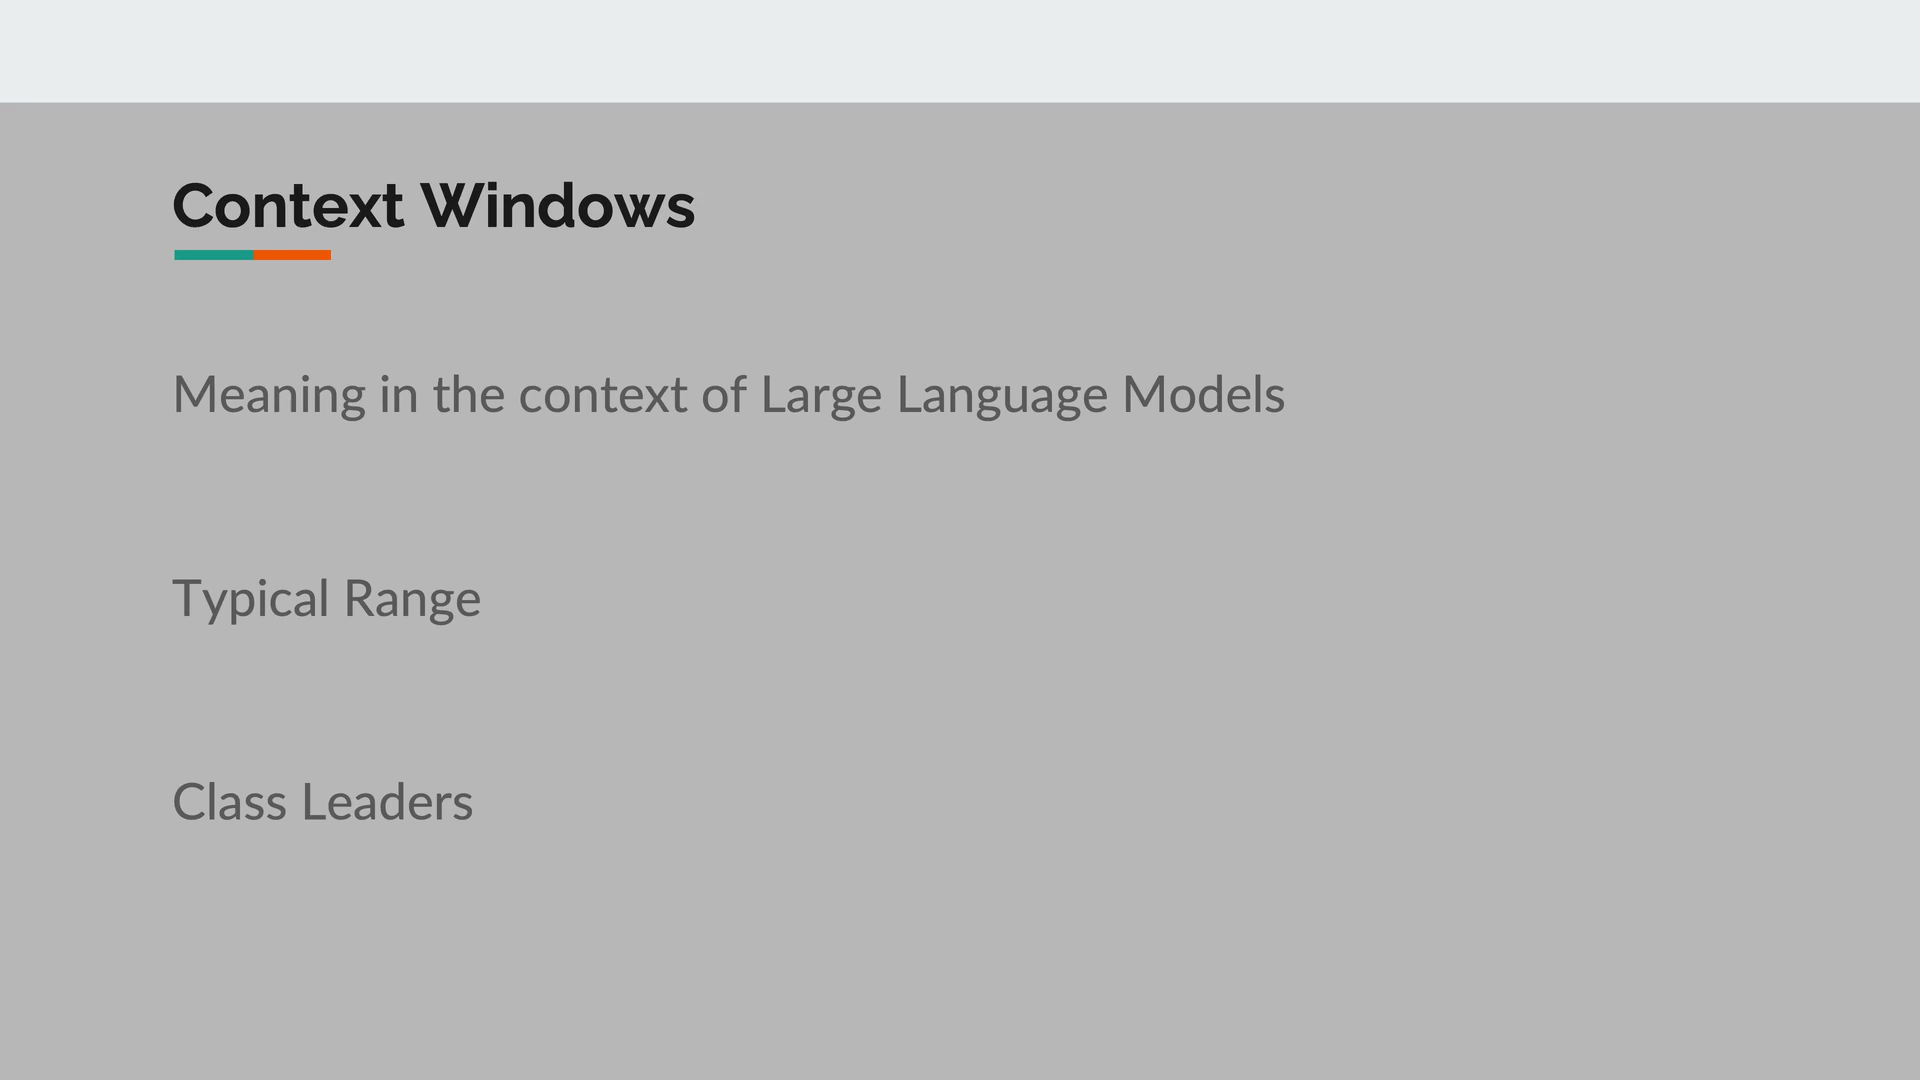 Context Windows
Meaning in the context of Large Language Models
Typical Range
Class Leaders